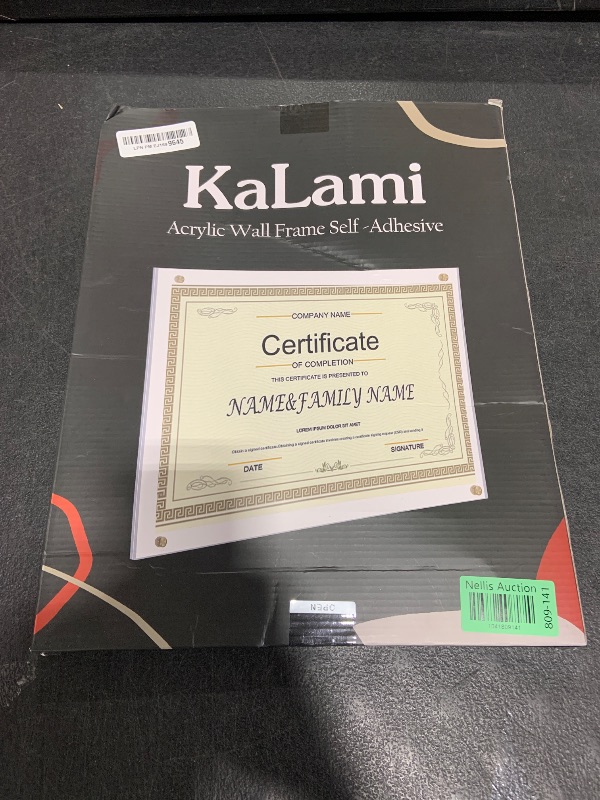 9645
KaLami
Acrylic Wall Frame Self -Adhesive
COMPANY NAME
Certificate
OF COMPLETION
THIS CERTIFICATE IS PRESENTED TO
NAME&FAMILY NAME
LOREM IPSUM DOLOR SIT AMET
DATE
SIGNATURE
OPEN
Nellis Auction
809-141